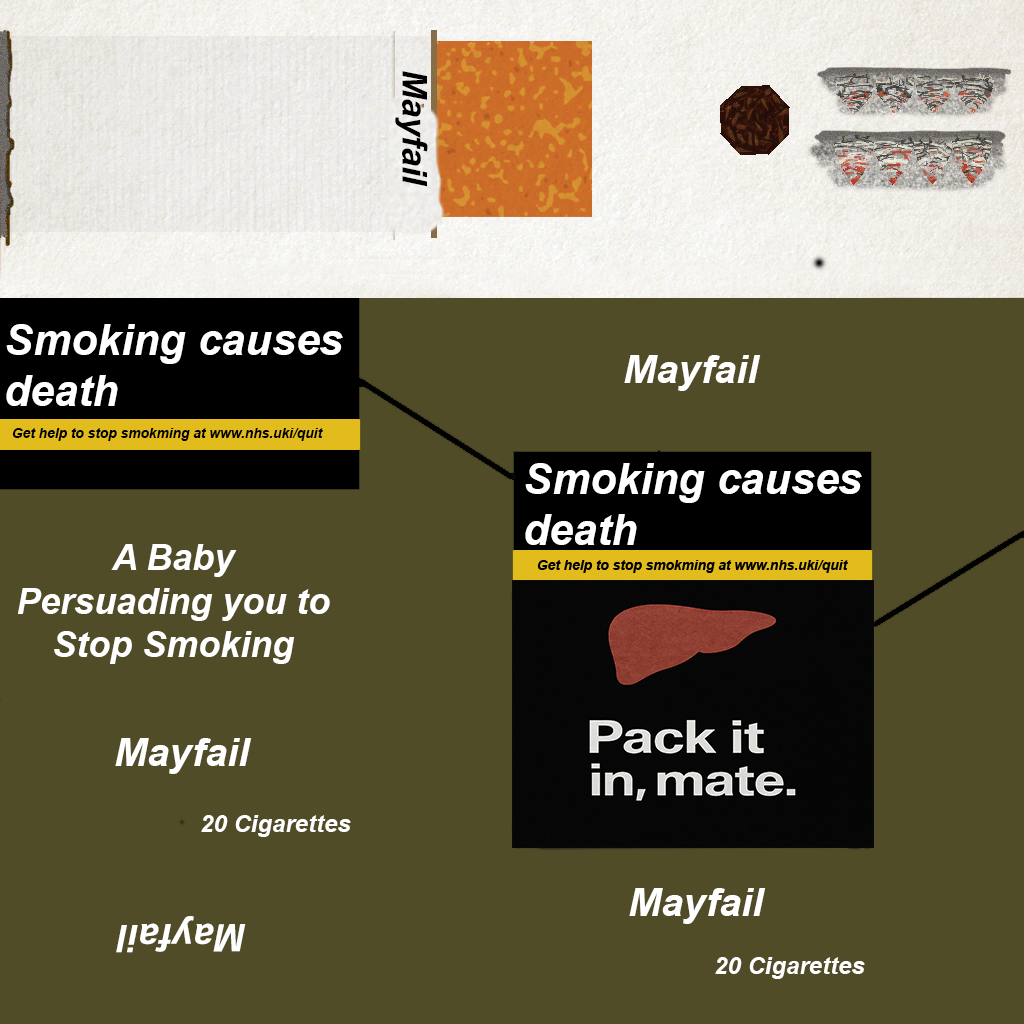 Mayfail
Smoking causes
death
Get help to stop smokming at www.nhs.uki/quit
Mayfail
Smoking causes
death
Get help to stop smokming at www.nhs.uki/quit
A Baby
Persuading you to
Stop Smoking
Pack it
in, mate.
Mayfail
20 Cigarettes
Mayfail
Mayfail
20 Cigarettes